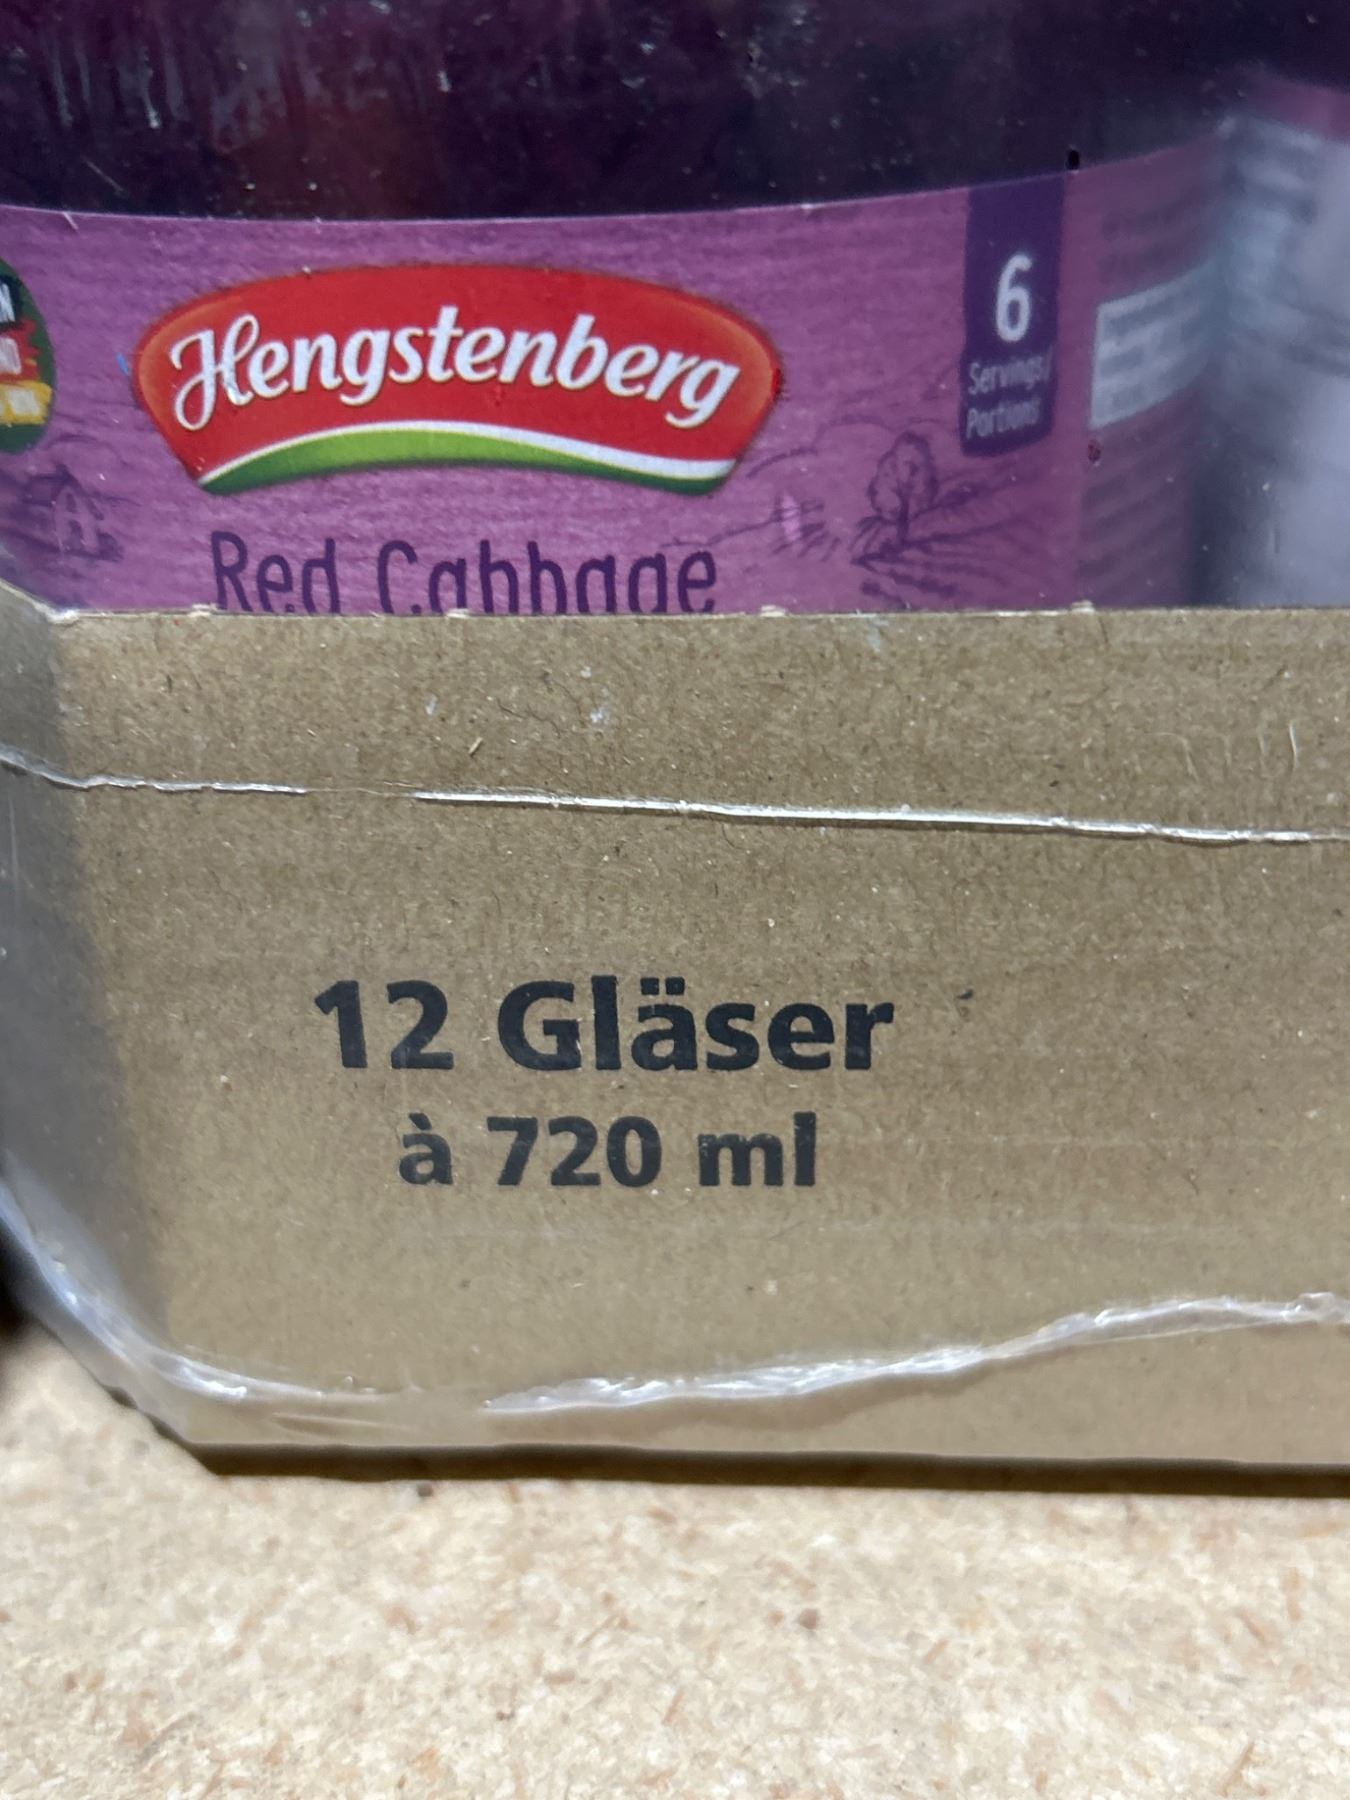 Hengstenberg
6
Servings/
Portions
Red Cabbage
12 Gläser
à 720 ml